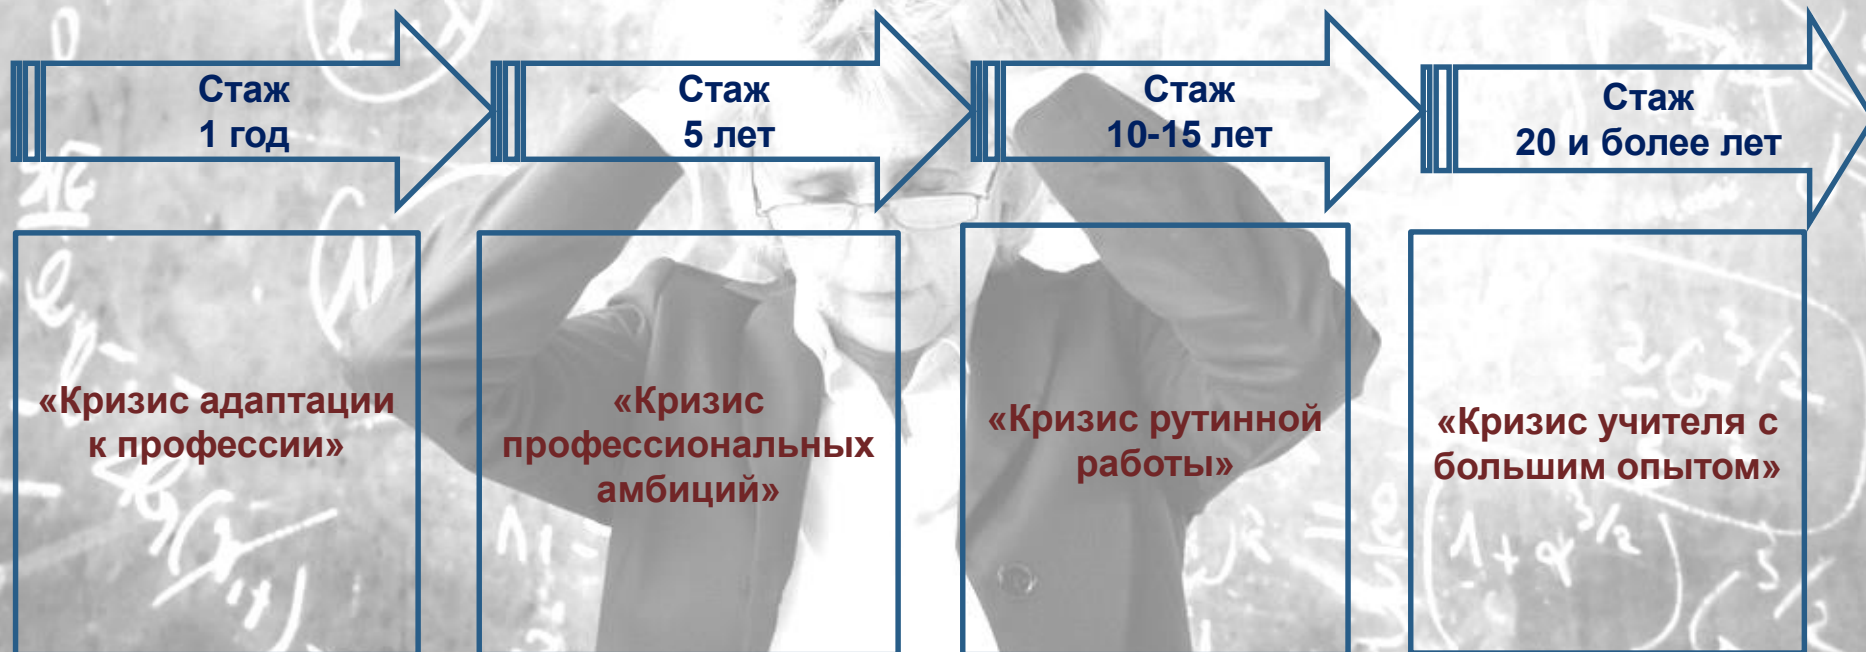 Стаж
1 год
Стаж
5 лет
Стаж
10-15 лет
Стаж
20 и более лет
«Кризис адаптации
к профессии»
«Кризис
профессиональных
амбиций»
«Кризис рутинной
работы»
«Кризис учителя с
большим опытом»